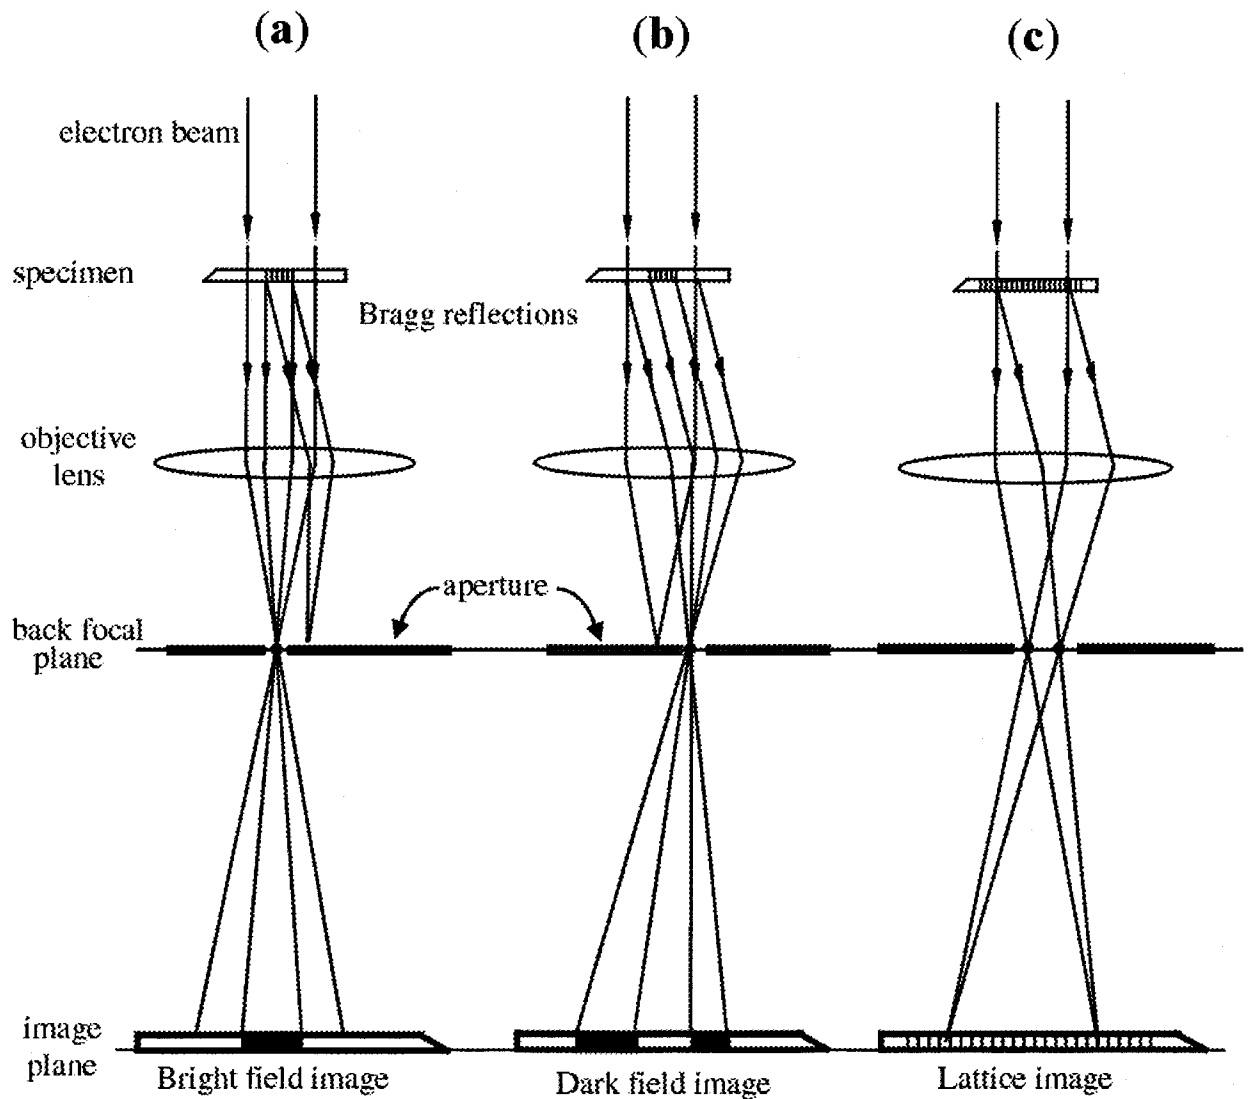 (a)
(b)
(c)
electron beam
specimen
Bragg reflections
objective
lens
aperture
back focal
plane
image
plane
Bright field image
Dark field image
Lattice image